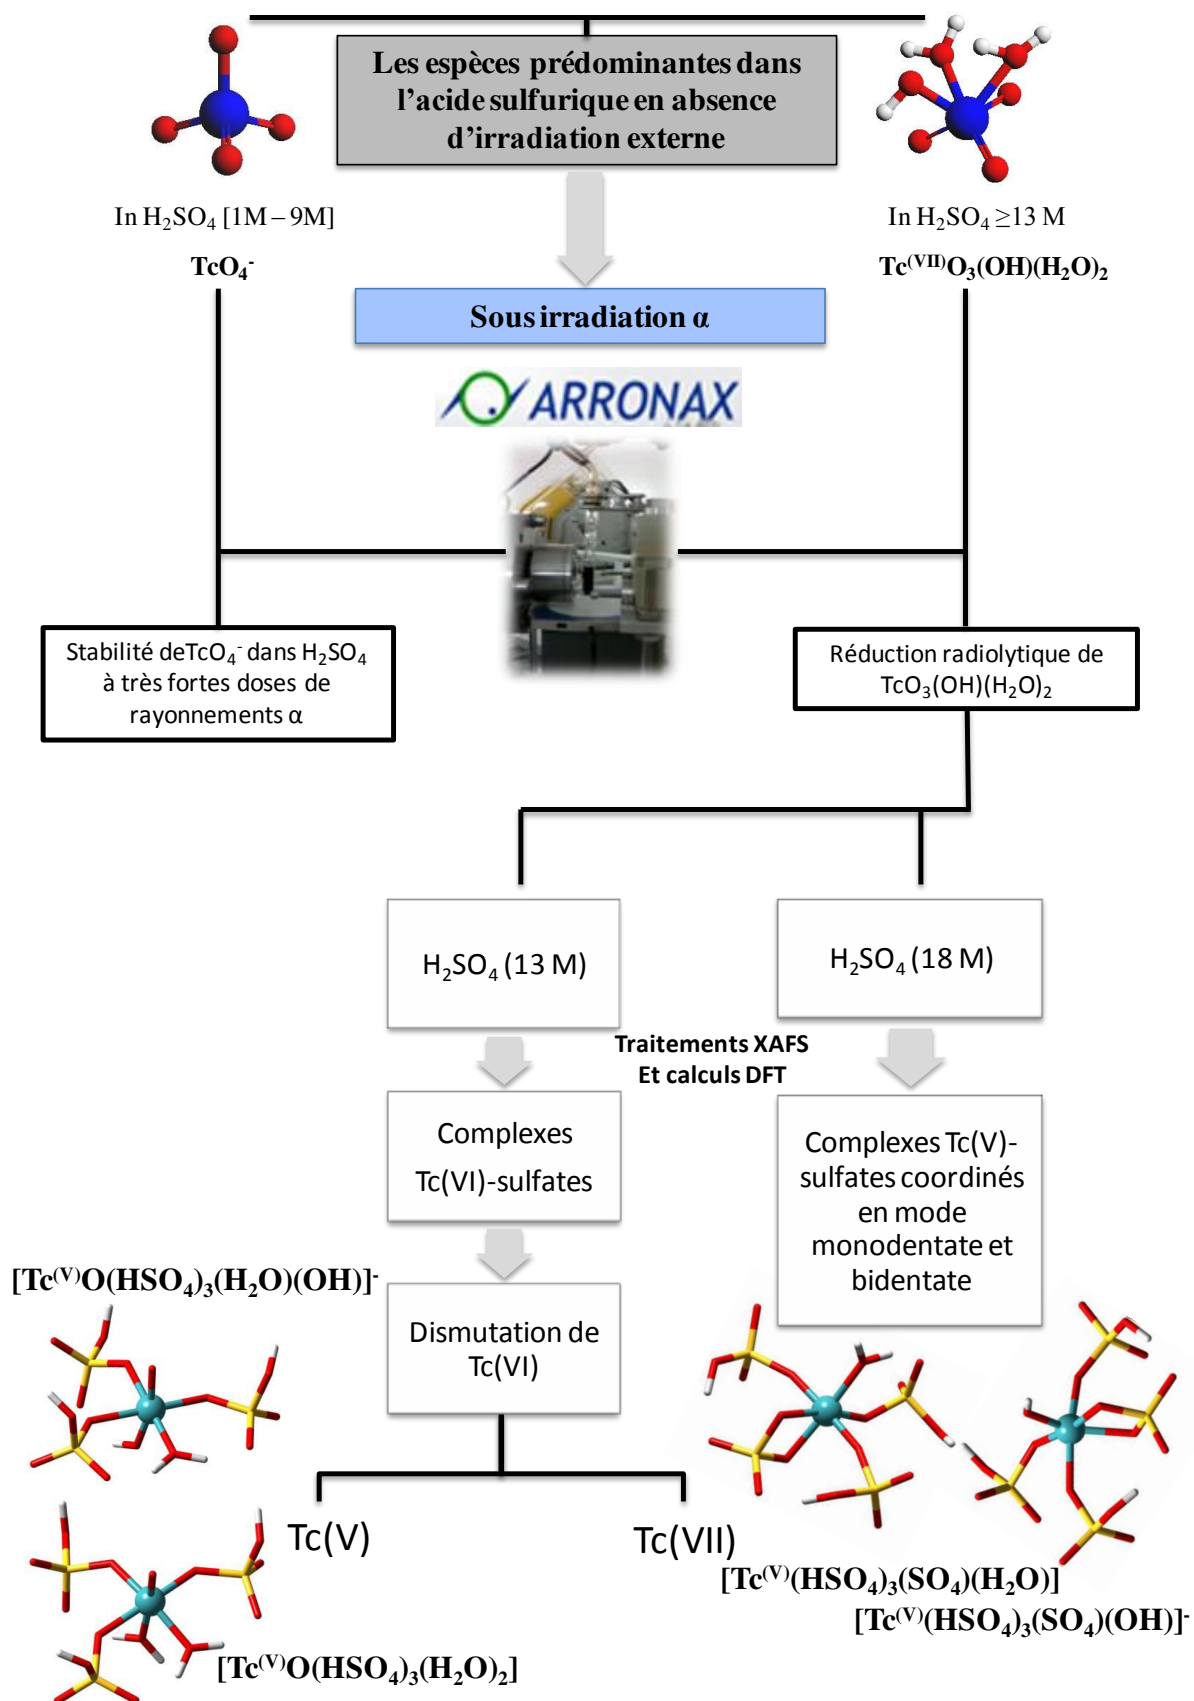 Les espèces prédominantes dans
l'acide sulfurique en absence
d'irradiation externe
In H₂SO₄ [1M – 9M]
TcO₄⁻
In H₂SO₄ ≥13 M
Tc⁽ⱽᴵᴵ⁾O₃(OH)(H₂O)₂
Sous irradiation α
ARRONAX
Stabilité deTcO₄⁻ dans H₂SO₄
à très fortes doses de
rayonnements α
Réduction radiolytique de
TcO₃(OH)(H₂O)₂
H₂SO₄ (13 M)
H₂SO₄ (18 M)
Traitements XAFS
Et calculs DFT
Complexes
Tc(VI)-sulfates
Complexes Tc(V)-
sulfates coordinés
en mode
monodentate et
bidentate
[Tc⁽ⱽ⁾O(HSO₄)₃(H₂O)(OH)]⁻
Dismutation de
Tc(VI)
Tc(V)
Tc(VII)
[Tc⁽ⱽ⁾(HSO₄)₃(SO₄)(H₂O)]
[Tc⁽ⱽ⁾(HSO₄)₃(SO₄)(OH)]⁻
[Tc⁽ⱽ⁾O(HSO₄)₃(H₂O)₂]